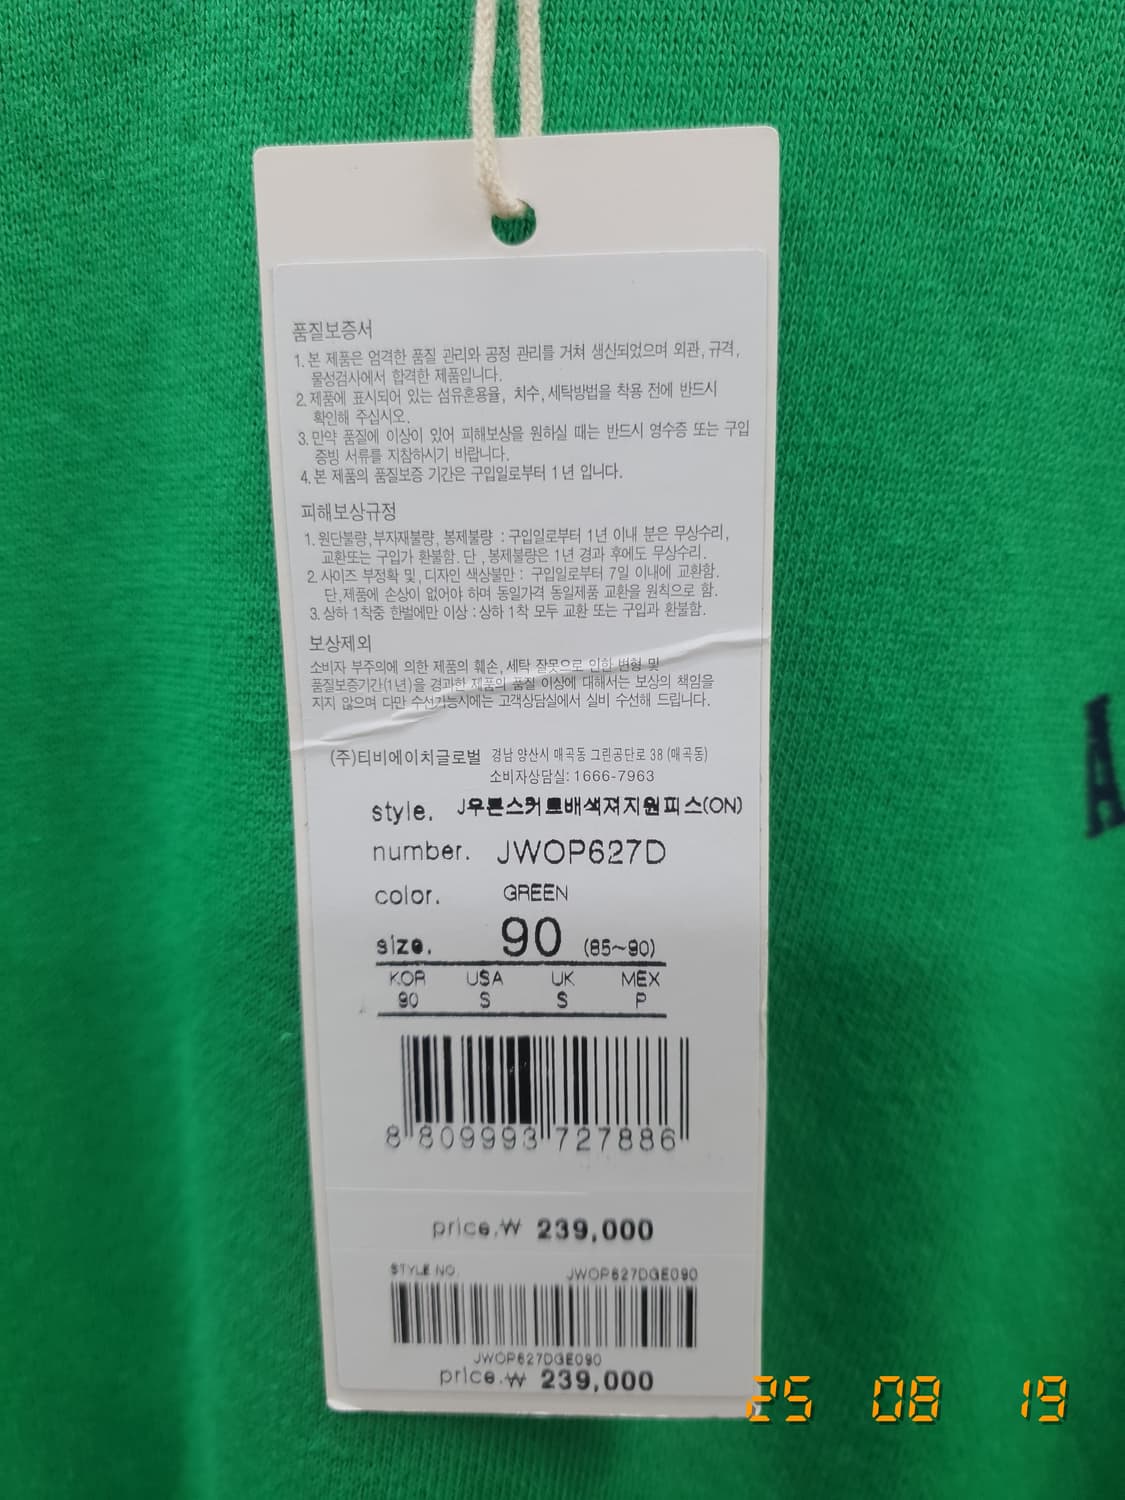 품질보증서
1. 본 제품은 엄격한 품질 관리와 공정 관리를 거쳐 생산되었으며 외관, 규격,
물성검사에서 합격한 제품입니다.
2. 제품에 표시되어 있는 섬유혼용율, 치수, 세탁방법을 착용 전에 반드시
확인해 주십시오.
3. 만약 품질에 이상이 있어 피해보상을 원하실 때는 반드시 영수증 또는 구입
증빙 서류를 지참하시기 바랍니다.
4. 본 제품의 품질보증 기간은 구입일로부터 1년 입니다.
피해보상규정
1. 원단불량, 부자재불량, 봉제불량 : 구입일로부터 1년 이내 분은 무상수리,
교환또는 구입가 환불함. 단, 봉제불량은 1년 경과 후에도 무상수리.
2. 사이즈 부정확 및, 디자인 색상불만 : 구입일로부터 7일 이내에 교환함.
단, 제품에 손상이 없어야 하며 동일가격 동일제품 교환을 원칙으로 함.
3. 상하 1착중 한벌에만 이상 : 상하 1착 모두 교환 또는 구입과 환불함.
보상제외
소비자 부주의에 의한 제품의 훼손, 세탁 잘못으로 인한 변형 및
품질보증기간(1년)을 경과한 제품의 품질 이상에 대해서는 보상의 책임을
지지 않으며 다만 수선가능시에는 고객상담실에서 실비 수선해 드립니다.
(주)티비에이치글로벌 경남 양산시 매곡동 그린공단로 38 (매곡동)
소비자상담실: 1666-7963
style. J우븐스커트배색져지원피스(ON)
number. JWOP627D
color. GREEN
size. 90 (85~90)
KOR USA UK MEX
90 S S P
8 809993 727886
price.₩ 239,000
STYLE NO. JWOP627DGE090
JWOP627DGE090
price.₩ 239,000
A
25 08 19